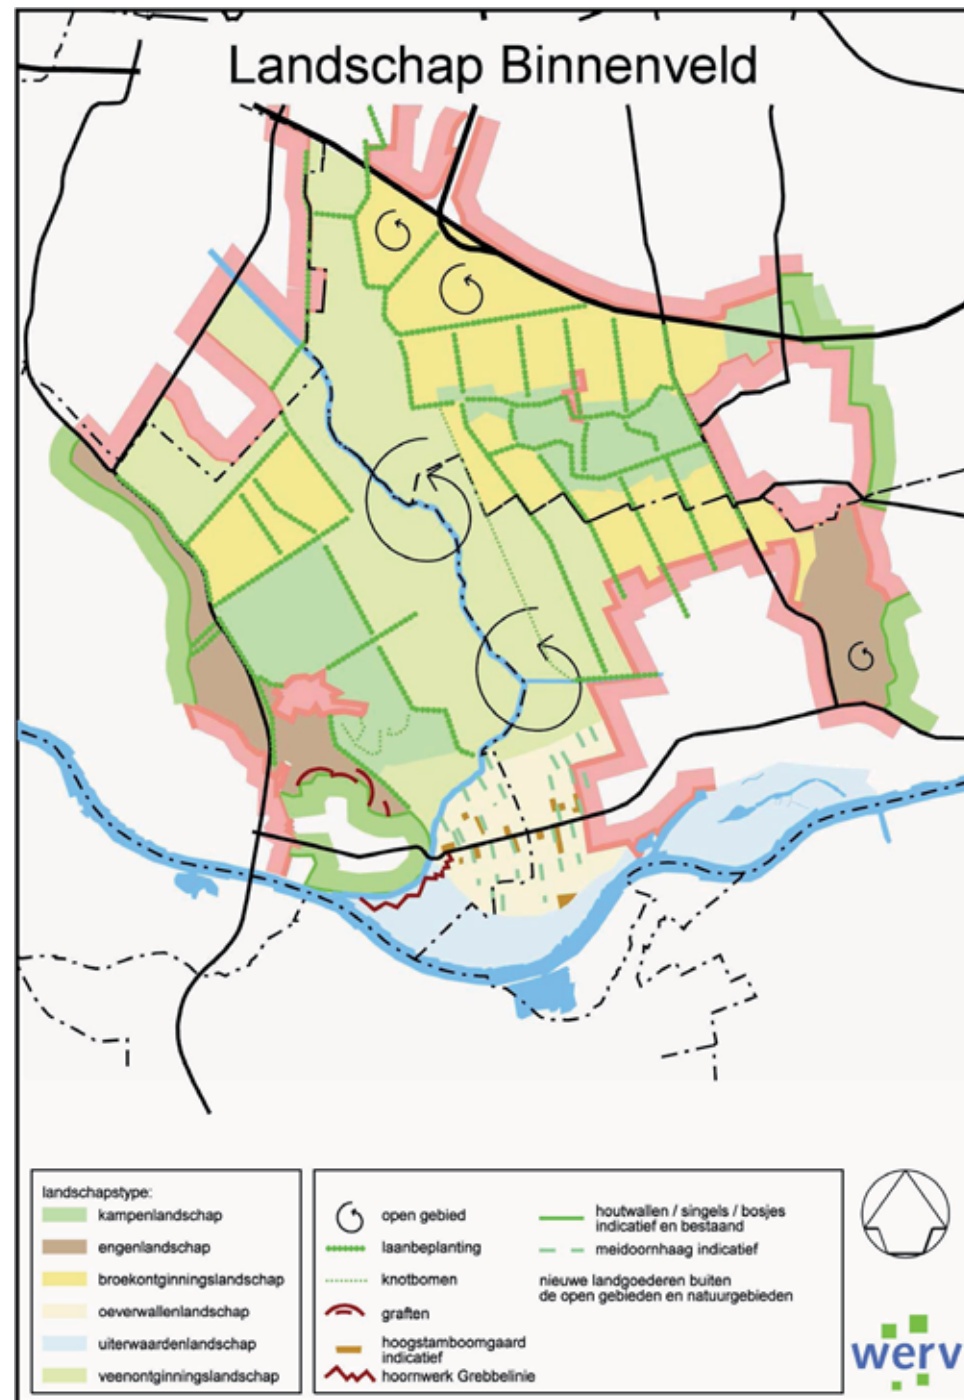 Landschap Binnenveld
landschapstype:
kampenlandschap
engenlandschap
broekontginningslandschap
oeverwallenlandschap
uiterwaardenlandschap
veenontginningslandschap
open gebied
laanbeplanting
knotbomen
graften
hoogstamboomgaard
indicatief
hoornwerk Grebbelinie
houtwallen / singels / bosjes
indicatief en bestaand
meidoornhaag indicatief
nieuwe landgoederen buiten
de open gebieden en natuurgebieden
werv